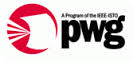 A Program of the IEEE-ISTO
pwg